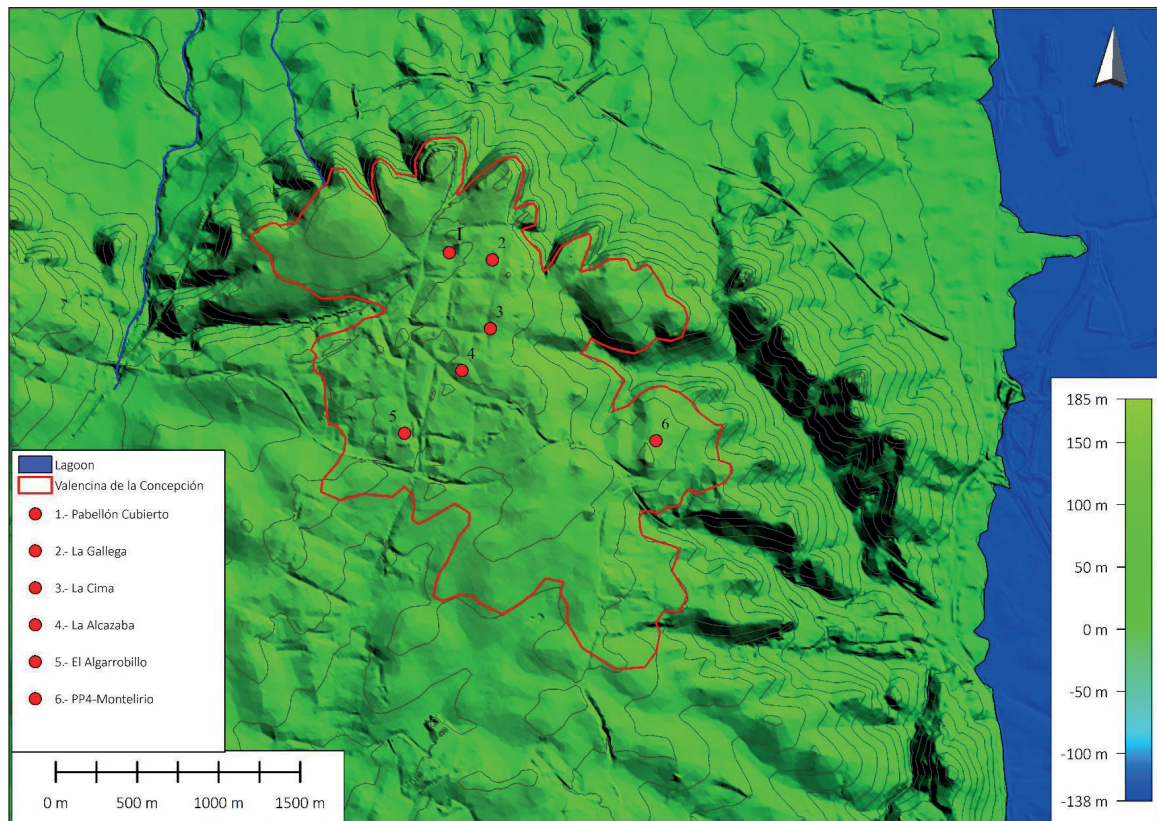 1
2
3
4
5
6
Lagoon
Valencina de la Concepción
1.- Pabellón Cubierto
2.- La Gallega
3.- La Cima
4.- La Alcazaba
5.- El Algarrobillo
6.- PP4-Montelirio
0 m 500 m 1000 m 1500 m
185 m
150 m
100 m
50 m
0 m
-50 m
-100 m
-138 m